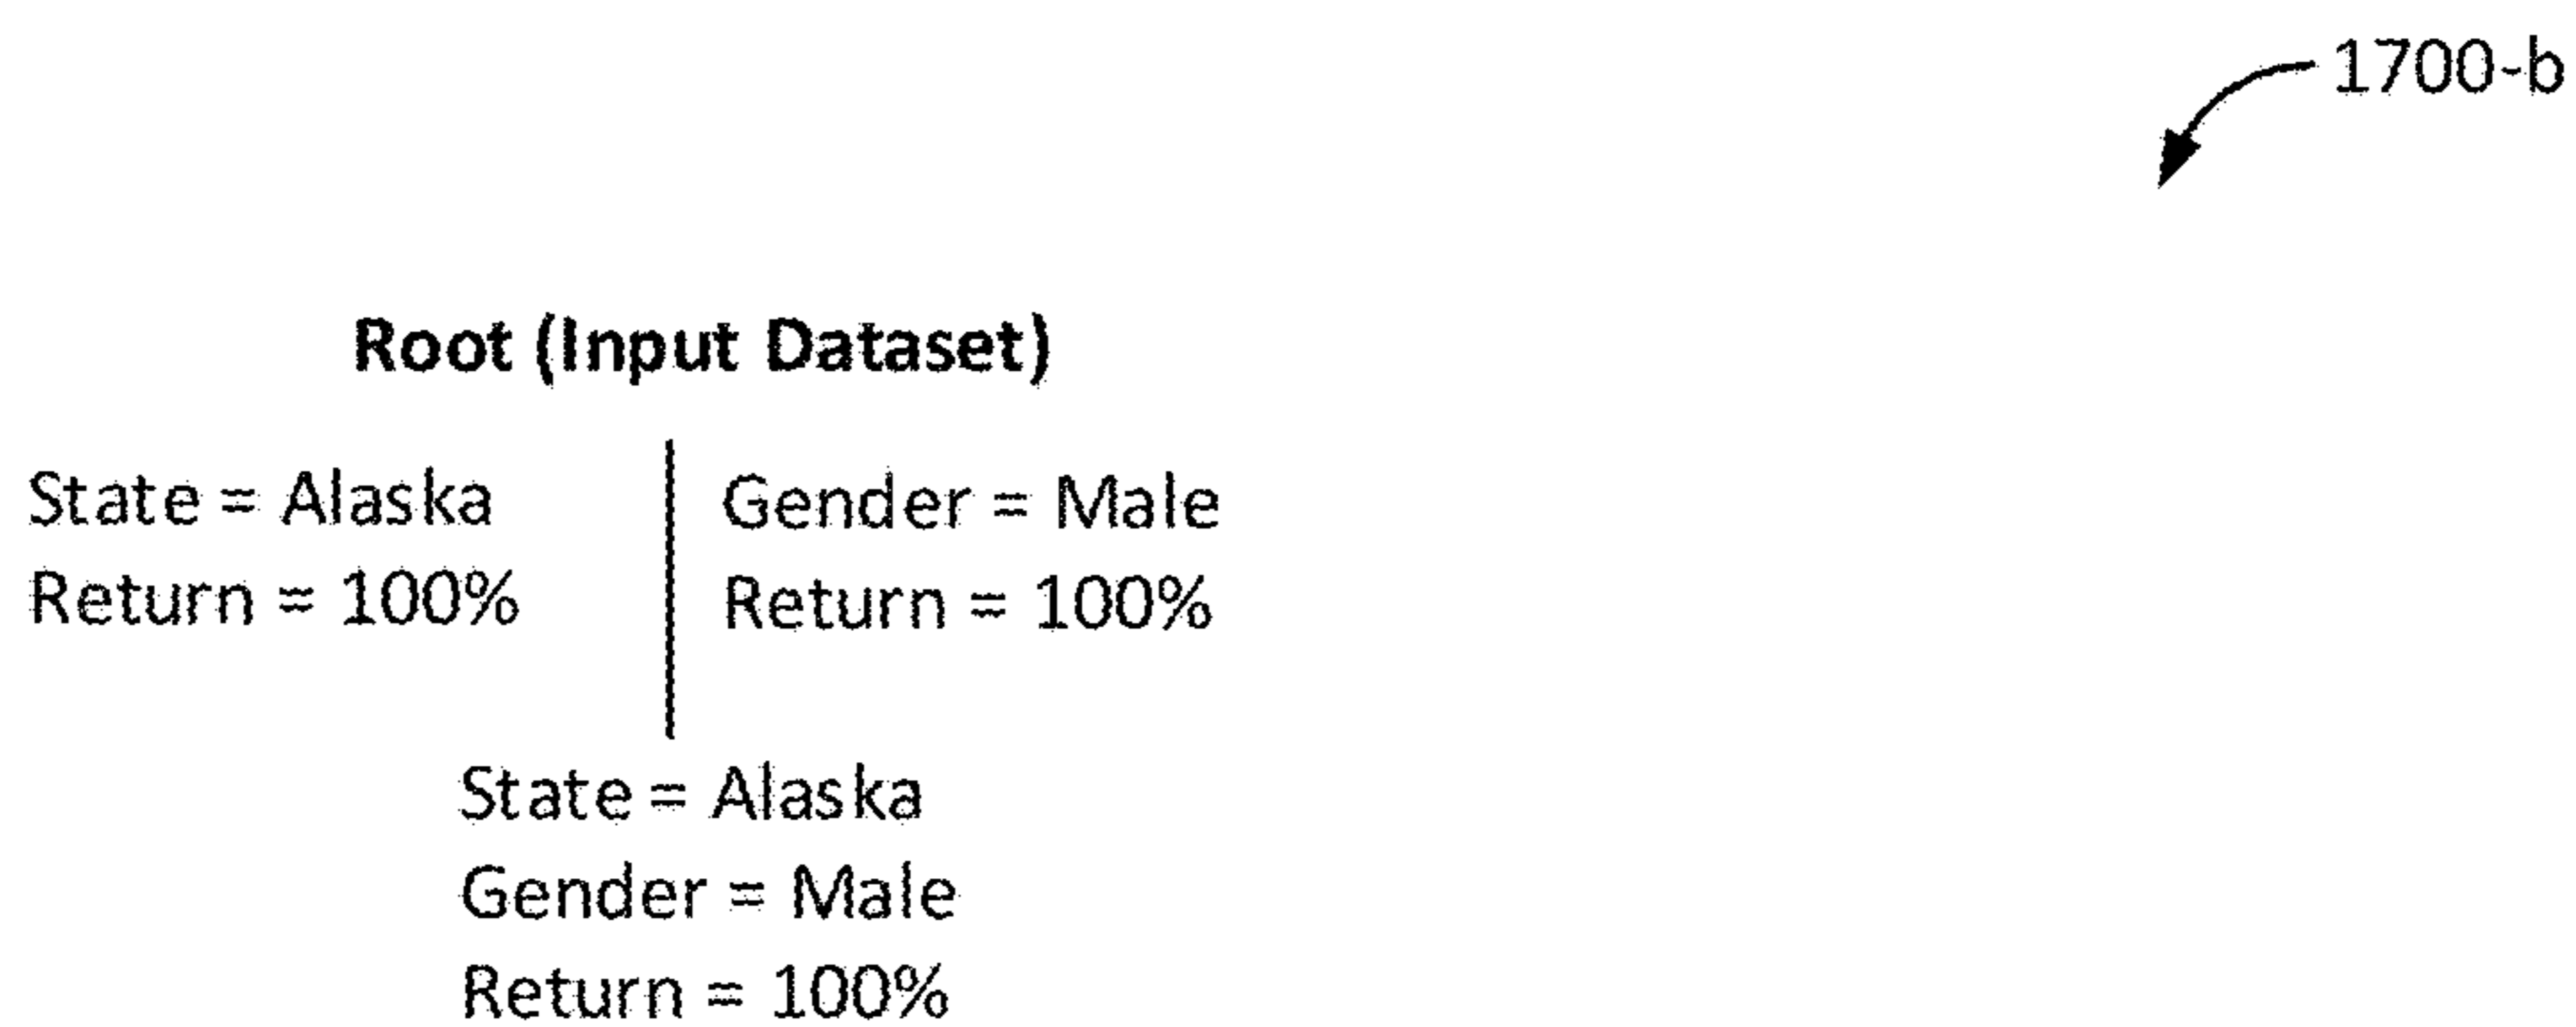 1700-b
Root (Input Dataset)
State = Alaska
Return = 100%
Gender = Male
Return = 100%
State = Alaska
Gender = Male
Return = 100%